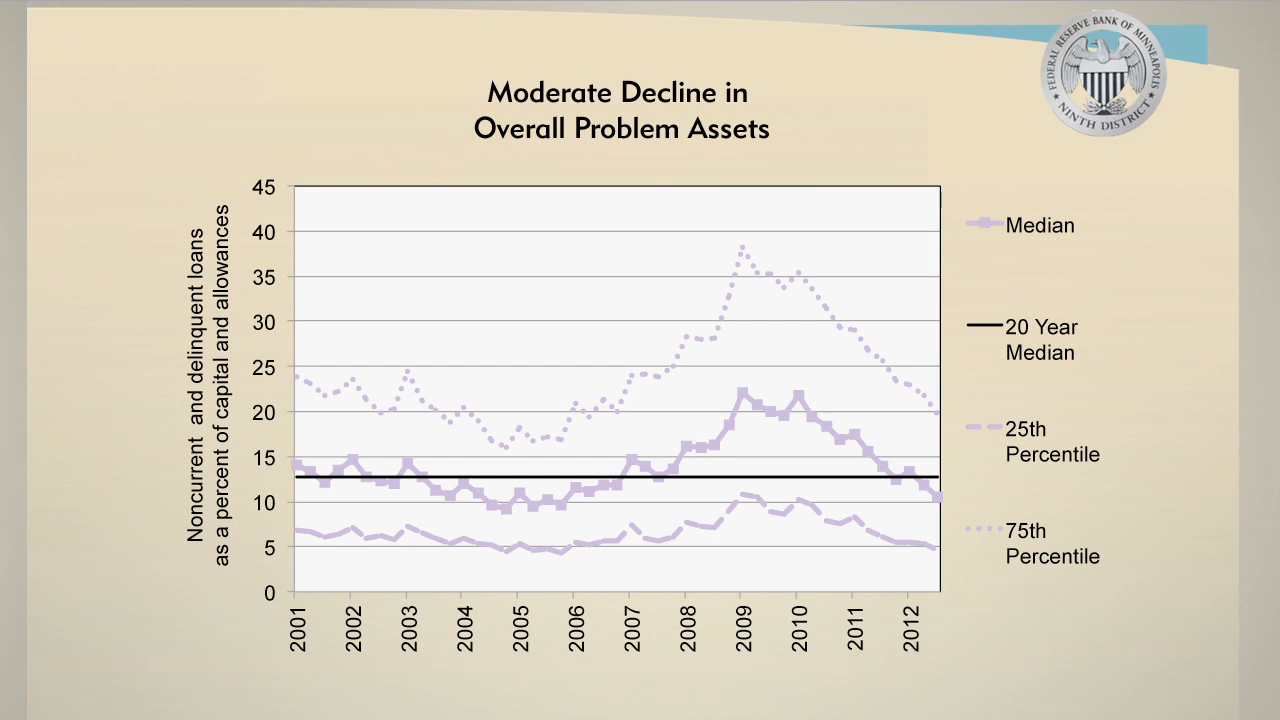 FEDERAL RESERVE BANK OF MINNEAPOLIS
★ NINTH DISTRICT ★
Moderate Decline in
Overall Problem Assets
Noncurrent and delinquent loans
as a percent of capital and allowances
45
40
35
30
25
20
15
10
5
0
2001
2002
2003
2004
2005
2006
2007
2008
2009
2010
2011
2012
Median
20 Year
Median
25th
Percentile
75th
Percentile